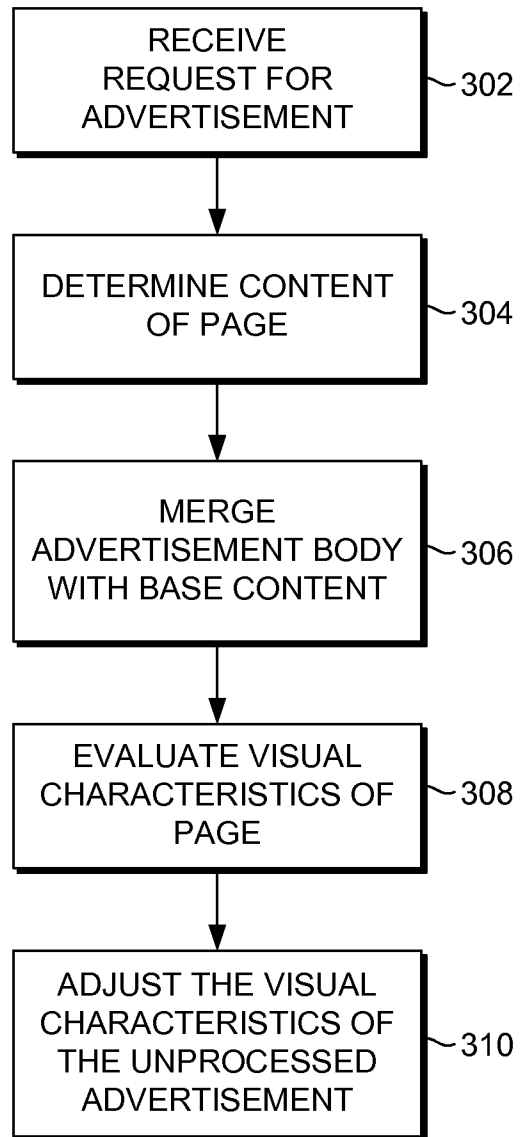 RECEIVE
REQUEST FOR
ADVERTISEMENT
302
DETERMINE CONTENT
OF PAGE
304
MERGE
ADVERTISEMENT BODY
WITH BASE CONTENT
306
EVALUATE VISUAL
CHARACTERISTICS OF
PAGE
308
ADJUST THE VISUAL
CHARACTERISTICS OF
THE UNPROCESSED
ADVERTISEMENT
310